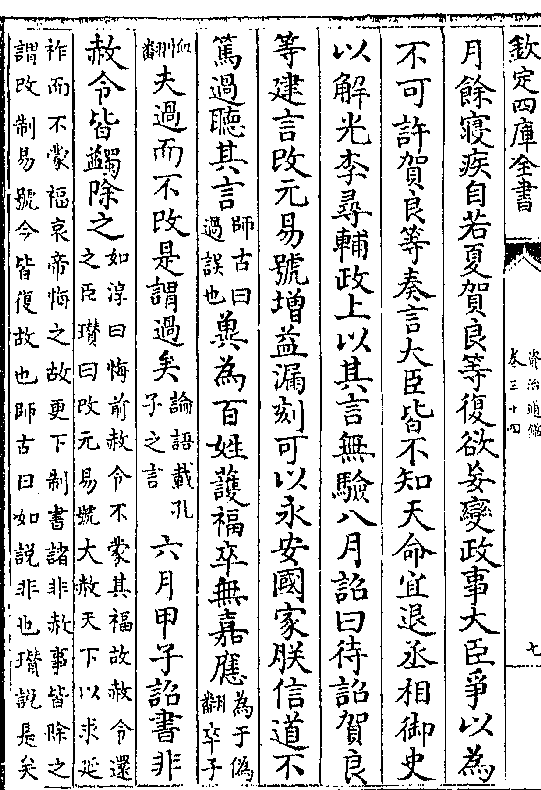 欽定四庫全書
資治通鑑
卷三十四
七
月餘寢疾自若夏賀良等復欲妄變政事大臣爭以為
不可許賀良等奏言大臣皆不知天命宜退丞相御史
以解光李尋輔政上以其言無驗八月詔曰待詔賀良
等建言改元易號增益漏刻可以永安國家朕信道不
篤過聽其言師古曰過誤也冀為百姓護福卒無嘉應為于偽翻卒子
䘏翻夫過而不改是謂過矣論語載孔子之言六月甲子詔書非
赦令皆蠲除之如淳曰悔前赦令不蒙其福故赦令還之臣瓚曰改元易號大赦天下以求延
祚而不蒙福哀帝悔之故更下制書諸非赦事皆除之謂改制易號今皆復故也師古曰如說非也瓚說是矣